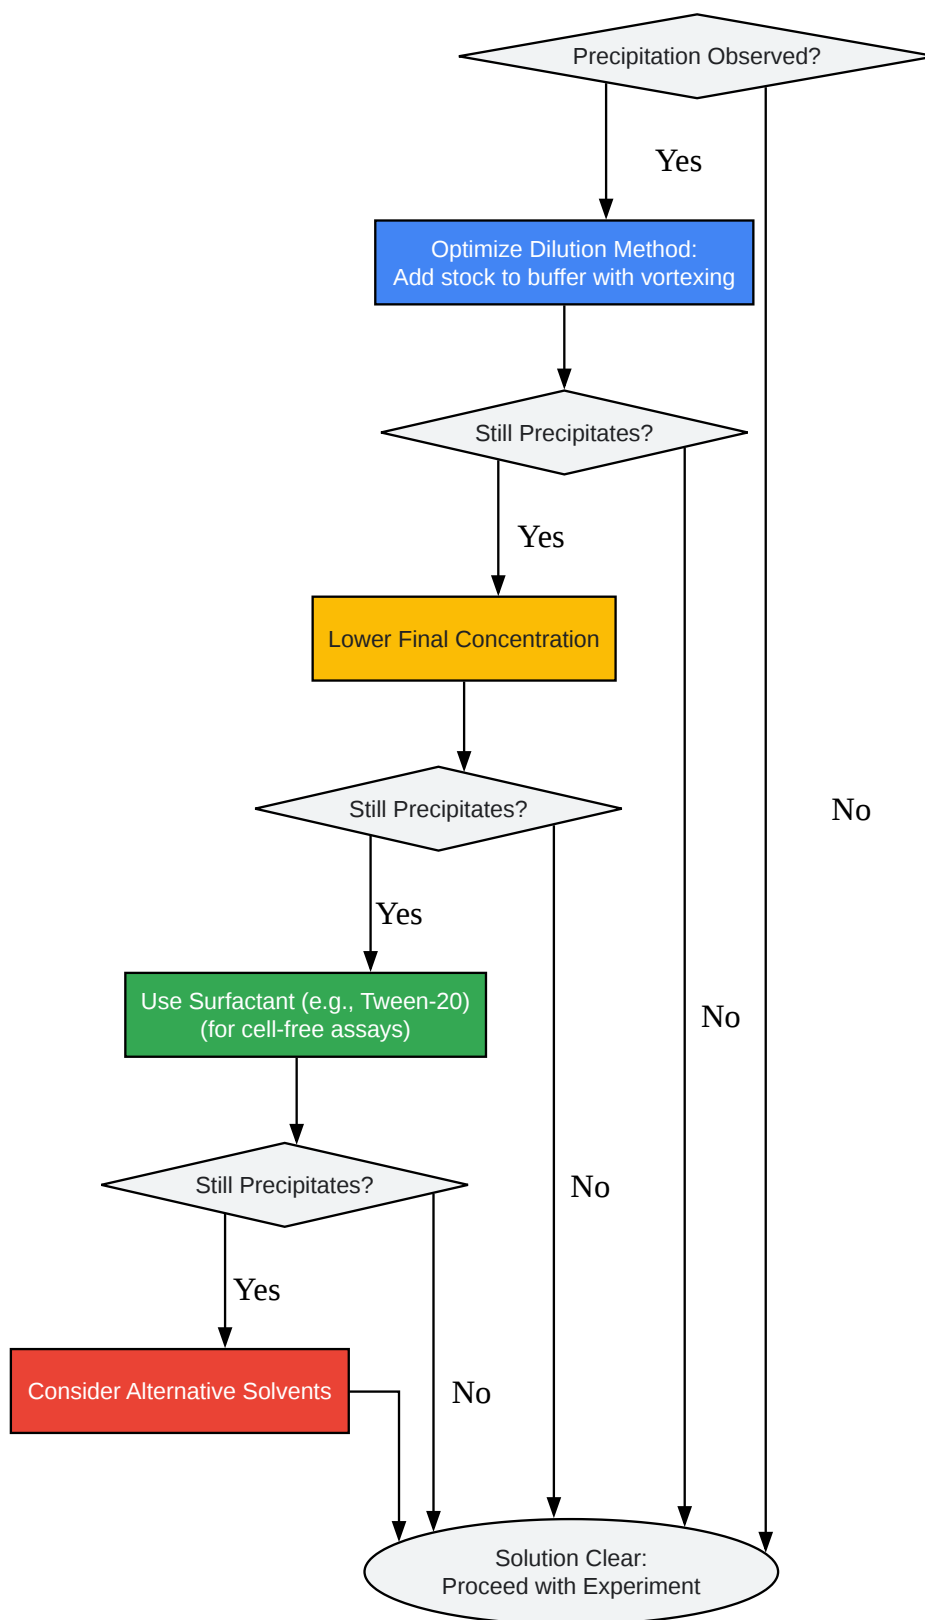 Precipitation Observed?
Yes
Optimize Dilution Method:
Add stock to buffer with vortexing
Still Precipitates?
Yes
Lower Final Concentration
Still Precipitates?
No
Yes
Use Surfactant (e.g., Tween-20)
(for cell-free assays)
No
Still Precipitates?
No
Yes
Consider Alternative Solvents
No
Solution Clear:
Proceed with Experiment